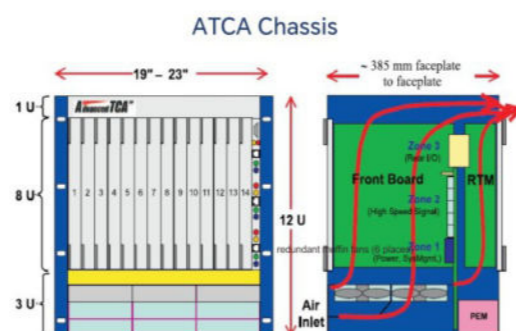 ATCA Chassis
19" – 23"
~ 385 mm faceplate
to faceplate
1 U
AdvancedTCA
8 U
1 2 3 4 5 6 7 8 9 10 11 12 13 14
12 U
3 U
Zone 3
(Rear I/O)
Front Board
RTM
Zone 2
(High Speed Signal)
redundant muffin fans (6 places)
Zone 1
(Power, SysMgmt.)
Air
Inlet
PEM